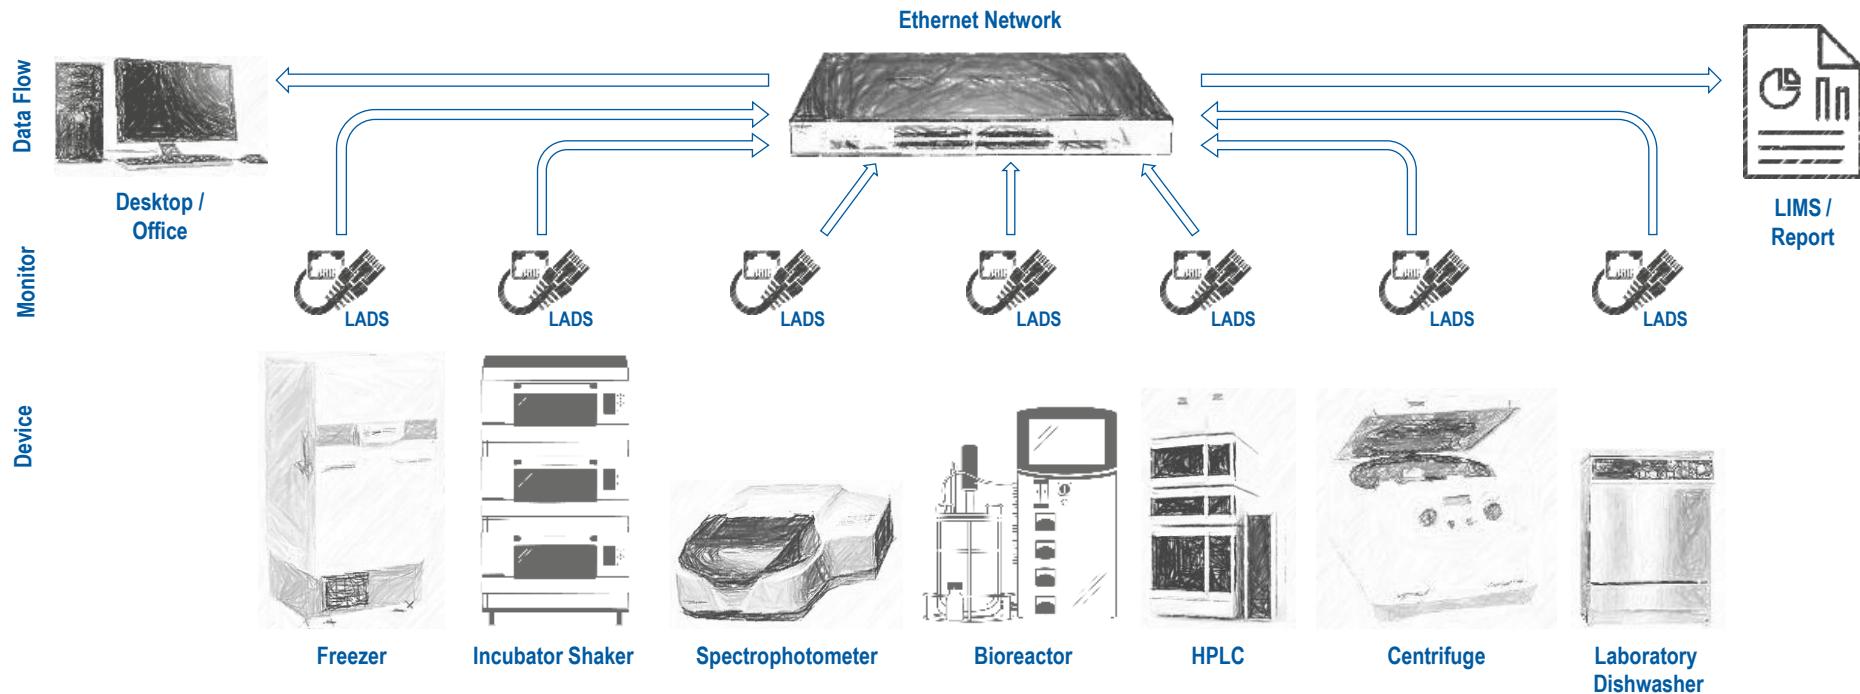 Ethernet Network
Data Flow
Desktop /
Office
LIMS /
Report
Monitor
LADS
LADS
LADS
LADS
LADS
LADS
LADS
Device
Freezer
Incubator Shaker
Spectrophotometer
Bioreactor
HPLC
Centrifuge
Laboratory
Dishwasher